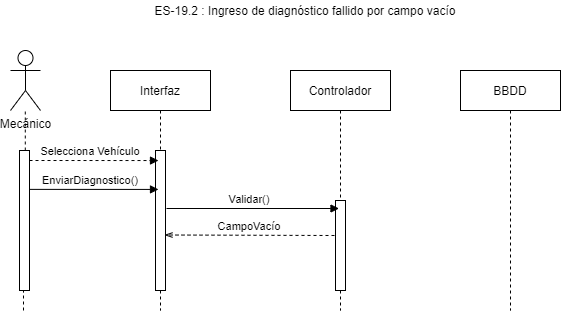 ES-19.2 : Ingreso de diagnóstico fallido por campo vacío
Interfaz
Controlador
BBDD
Mecánico
Selecciona Vehículo
EnviarDiagnostico()
Validar()
CampoVacío